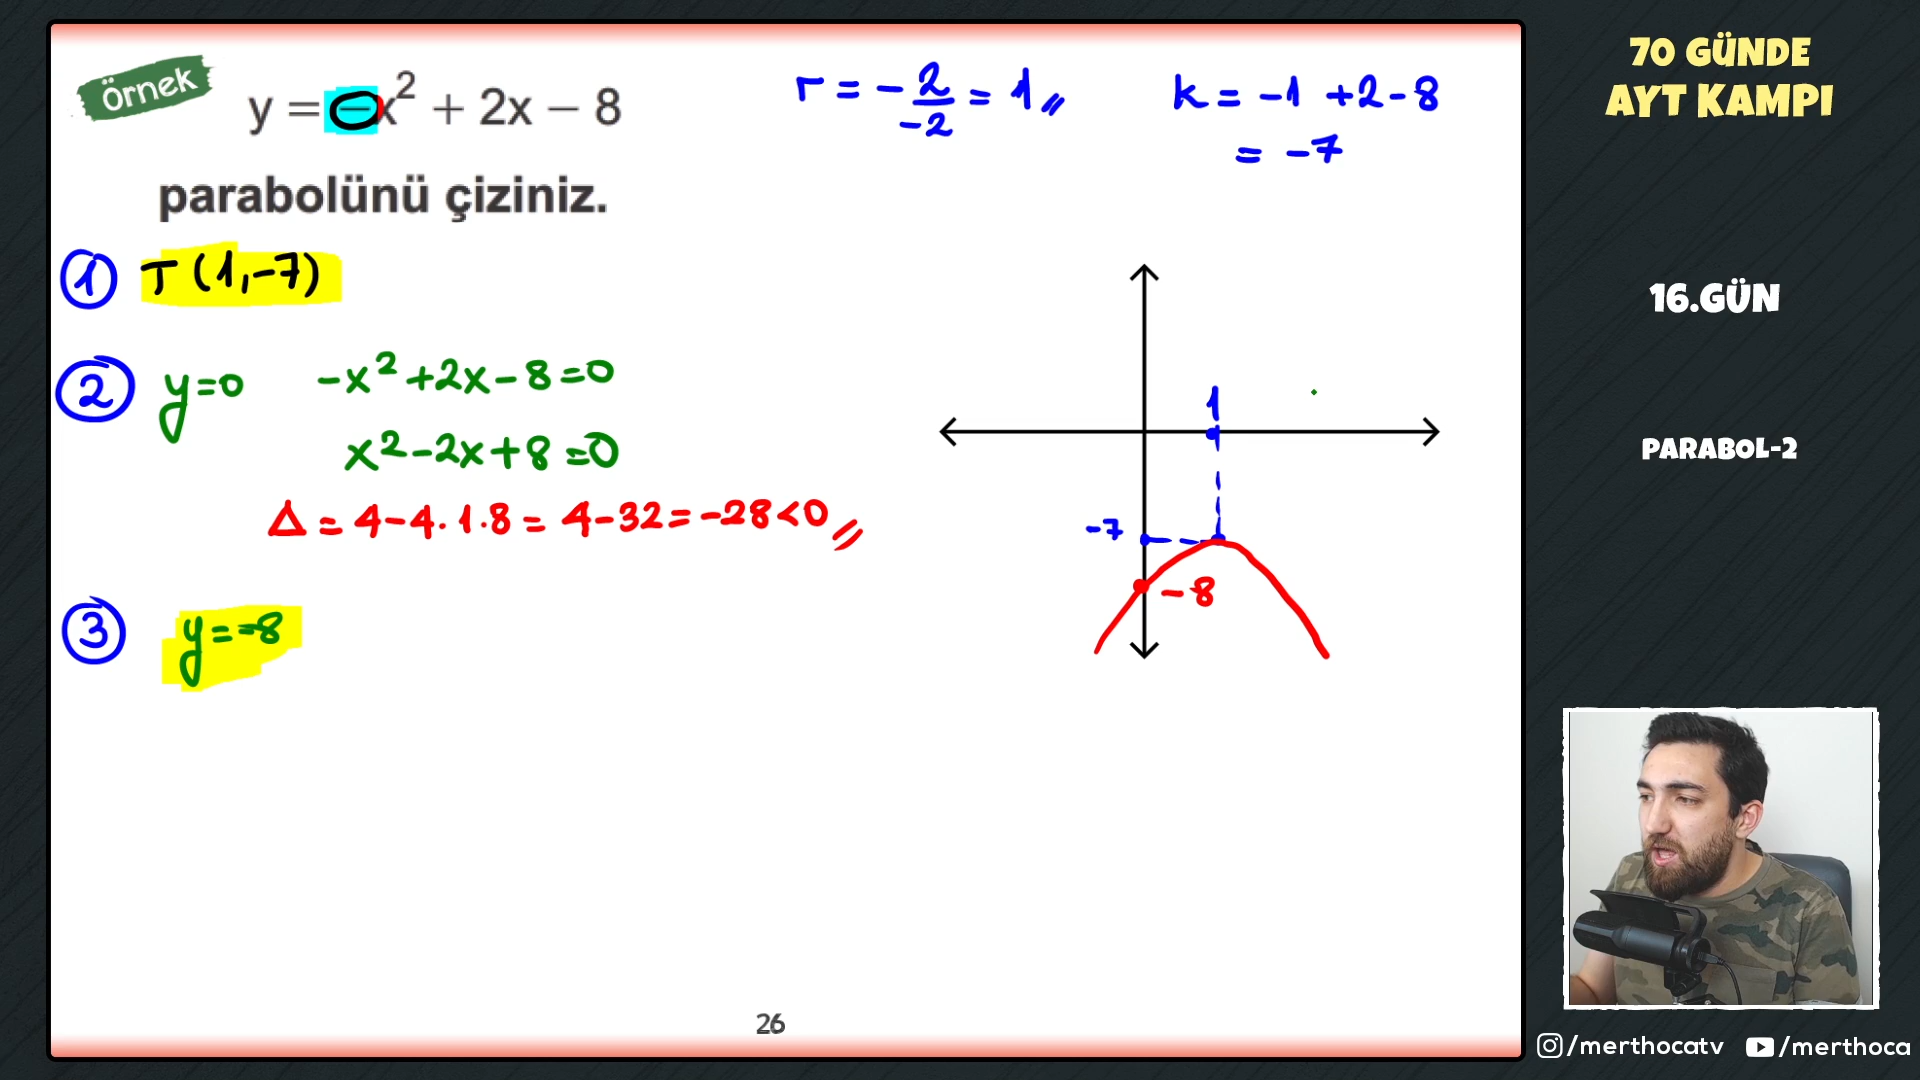 Örnek
y = -x² + 2x - 8
parabolünü çiziniz.
r = -2/-2 = 1
k = -1 +2-8
= -7
① T (1,-7)
② y=0 -x²+2x-8=0
x²-2x+8=0
Δ = 4-4.1.8 = 4-32=-28<0
③ y=-8
1
-7
-8
26
70 GÜNDE
AYT KAMPI
16.GÜN
PARABOL-2
/merthocatv /merthoca